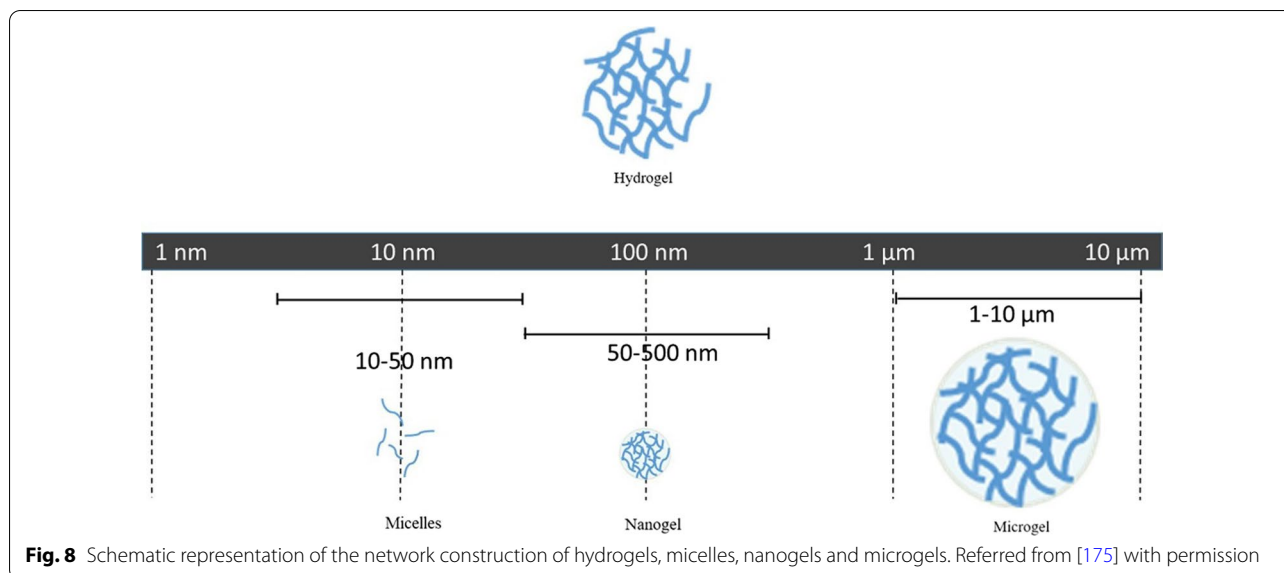 Hydrogel
1 nm 10 nm 100 nm 1 µm 10 µm
1-10 µm
50-500 nm
10-50 nm
Micelles Nanogel Microgel
Fig. 8 Schematic representation of the network construction of hydrogels, micelles, nanogels and microgels. Referred from [175] with permission